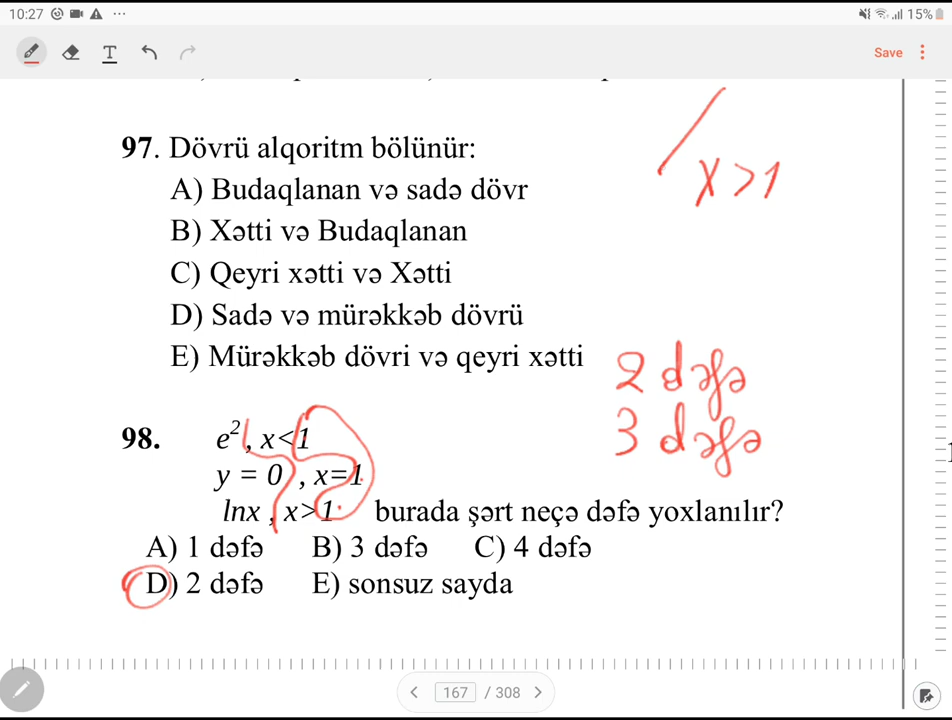 10:27 15%
T Save
x>1
97. Dövrü alqoritm bölünür:
A) Budaqlanan və sadə dövr
B) Xətti və Budaqlanan
C) Qeyri xətti və Xətti
D) Sadə və mürəkkəb dövrü
E) Mürəkkəb dövri və qeyri xətti
2 dəfə
3 dəfə
98. e², x<1
y = 0 , x=1
lnx , x>1 burada şərt neçə dəfə yoxlanılır?
A) 1 dəfə B) 3 dəfə C) 4 dəfə
D) 2 dəfə E) sonsuz sayda
< 167 / 308 >